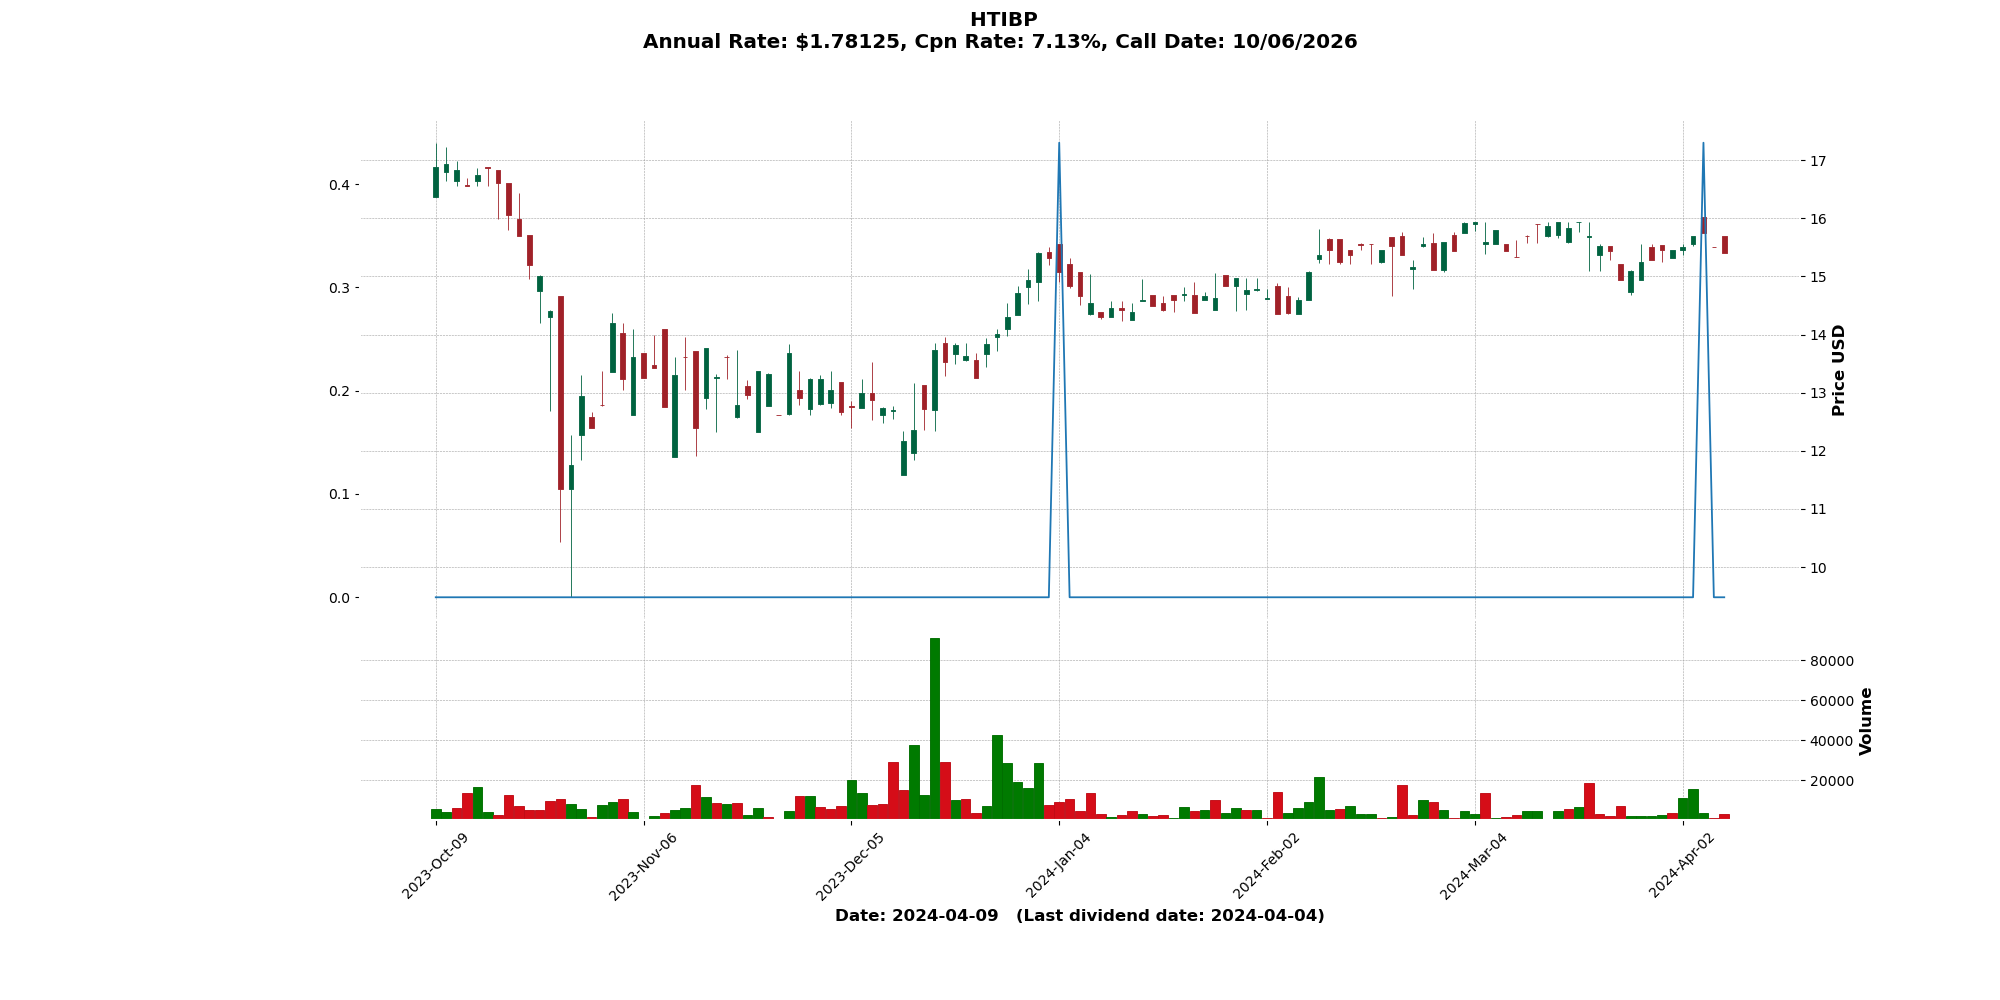 HTIBP
Annual Rate: $1.78125, Cpn Rate: 7.13%, Call Date: 10/06/2026
0.4
0.3
0.2
0.1
0.0
17
16
15
14
13
12
11
10
Price USD
80000
60000
40000
20000
Volume
2023-Oct-09
2023-Nov-06
2023-Dec-05
2024-Jan-04
2024-Feb-02
2024-Mar-04
2024-Apr-02
Date: 2024-04-09 (Last dividend date: 2024-04-04)